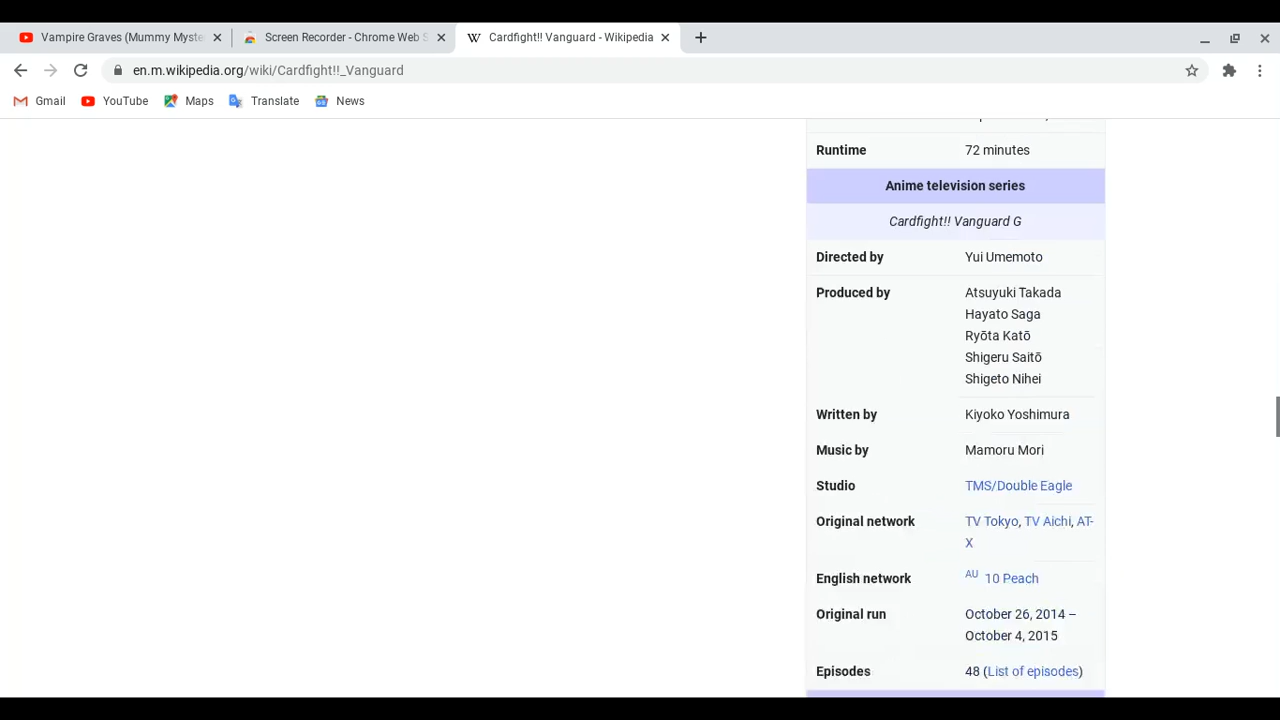 Vampire Graves (Mummy Myste
Screen Recorder - Chrome Web S
Cardfight!! Vanguard - Wikipedia
en.m.wikipedia.org/wiki/Cardfight!!_Vanguard
Gmail YouTube Maps Translate News
Runtime 72 minutes
Anime television series
Cardfight!! Vanguard G
Directed by Yui Umemoto
Produced by Atsuyuki Takada
Hayato Saga
Ryōta Katō
Shigeru Saitō
Shigeto Nihei
Written by Kiyoko Yoshimura
Music by Mamoru Mori
Studio TMS/Double Eagle
Original network TV Tokyo, TV Aichi, AT-
X
English network AU 10 Peach
Original run October 26, 2014 –
October 4, 2015
Episodes 48 (List of episodes)